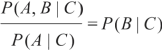 P(A, B | C) / P(A | C) = P(B | C)